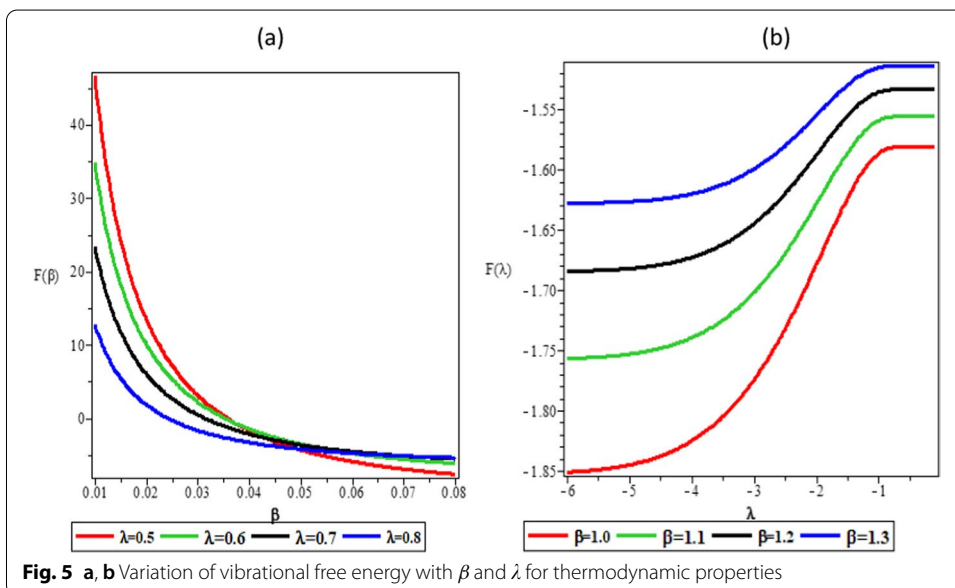 (a)
(b)
40
30
F(β)
20
10
0
0.01 0.02 0.03 0.04 0.05 0.06 0.07 0.08
β
λ=0.5 λ=0.6 λ=0.7 λ=0.8
-1.55
-1.60
-1.65
F(λ)
-1.70
-1.75
-1.80
-1.85
-6 -5 -4 -3 -2 -1
λ
β=1.0 β=1.1 β=1.2 β=1.3
Fig. 5 a, b Variation of vibrational free energy with β and λ for thermodynamic properties